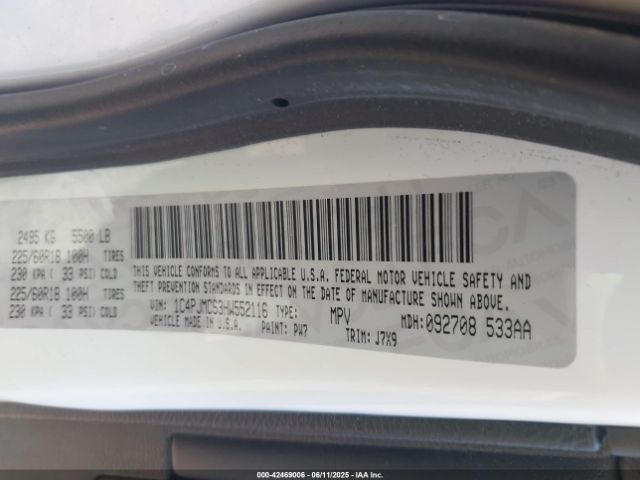 2495 KG 5500 LB
225/60R18 100H TIRES
230 KPA ( 33 PSI) COLD
225/60R18 100H TIRES
230 KPA ( 33 PSI) COLD
THIS VEHICLE CONFORMS TO ALL APPLICABLE U.S.A. FEDERAL MOTOR VEHICLE SAFETY AND
THEFT PREVENTION STANDARDS IN EFFECT ON THE DATE OF MANUFACTURE SHOWN ABOVE.
VIN: 1C4PJMCS3HW552116 TYPE: MPV MDH:092708 533AA
VEHICLE MADE IN U.S.A. PAINT: PW7 TRIM: J7X9
000-42469006 - 06/11/2025 - IAA Inc.